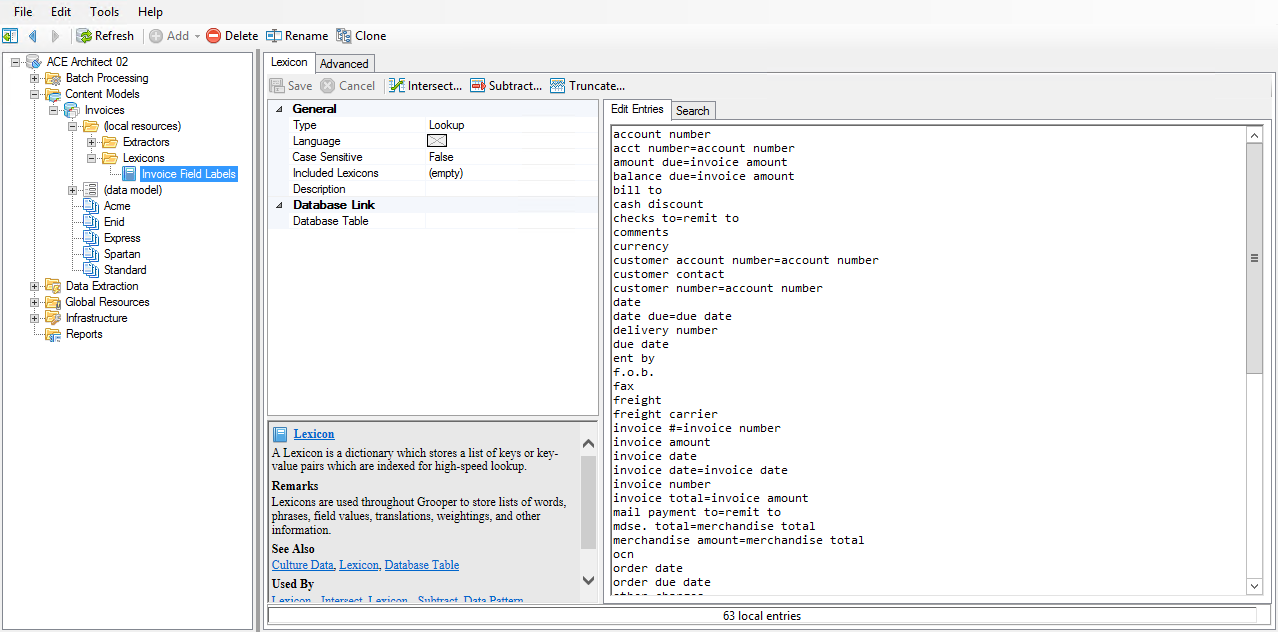 File Edit Tools Help
Refresh Add Delete Rename Clone
ACE Architect 02
Batch Processing
Content Models
Invoices
(local resources)
Extractors
Lexicons
Invoice Field Labels
(data model)
Acme
Enid
Express
Spartan
Standard
Data Extraction
Global Resources
Infrastructure
Reports
Lexicon Advanced
Save Cancel Intersect... Subtract... Truncate...
General
Type Lookup
Language
Case Sensitive False
Included Lexicons (empty)
Description
Database Link
Database Table
Lexicon
A Lexicon is a dictionary which stores a list of keys or key-
value pairs which are indexed for high-speed lookup.
Remarks
Lexicons are used throughout Grooper to store lists of words,
phrases, field values, translations, weightings, and other
information.
See Also
Culture Data, Lexicon, Database Table
Used By
Lexicon - Intersect, Lexicon - Subtract, Data Pattern
Edit Entries Search
account number
acct number=account number
amount due=invoice amount
balance due=invoice amount
bill to
cash discount
checks to=remit to
comments
currency
customer account number=account number
customer contact
customer number=account number
date
date due=due date
delivery number
due date
ent by
f.o.b.
fax
freight
freight carrier
invoice #=invoice number
invoice amount
invoice date
invoice date=invoice date
invoice number
invoice total=invoice amount
mail payment to=remit to
mdse. total=merchandise total
merchandise amount=merchandise total
ocn
order date
order due date
other charges
63 local entries